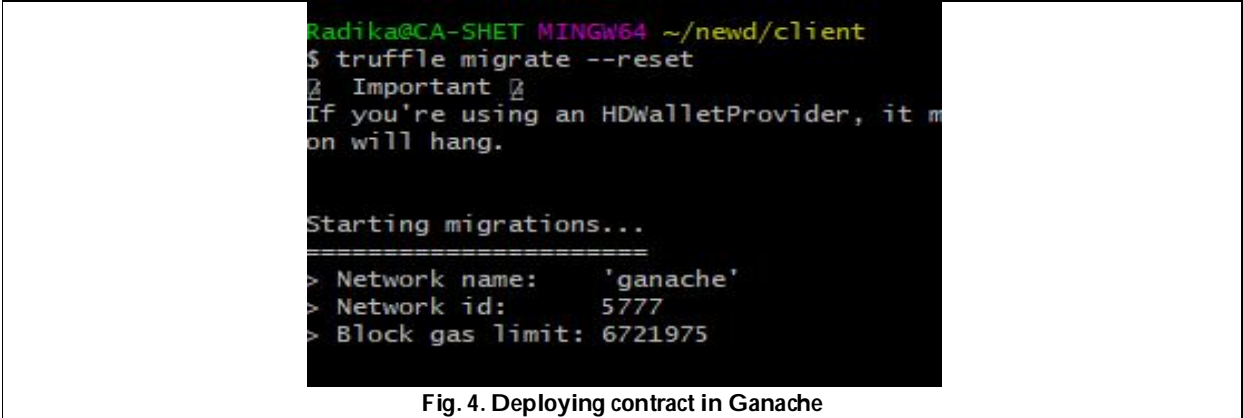 Radika@CA-SHET MINGW64 ~/newd/client
$ truffle migrate --reset
Important
If you're using an HDWalletProvider, it m
on will hang.
Starting migrations...
======================
> Network name: 'ganache'
> Network id: 5777
> Block gas limit: 6721975
Fig. 4. Deploying contract in Ganache